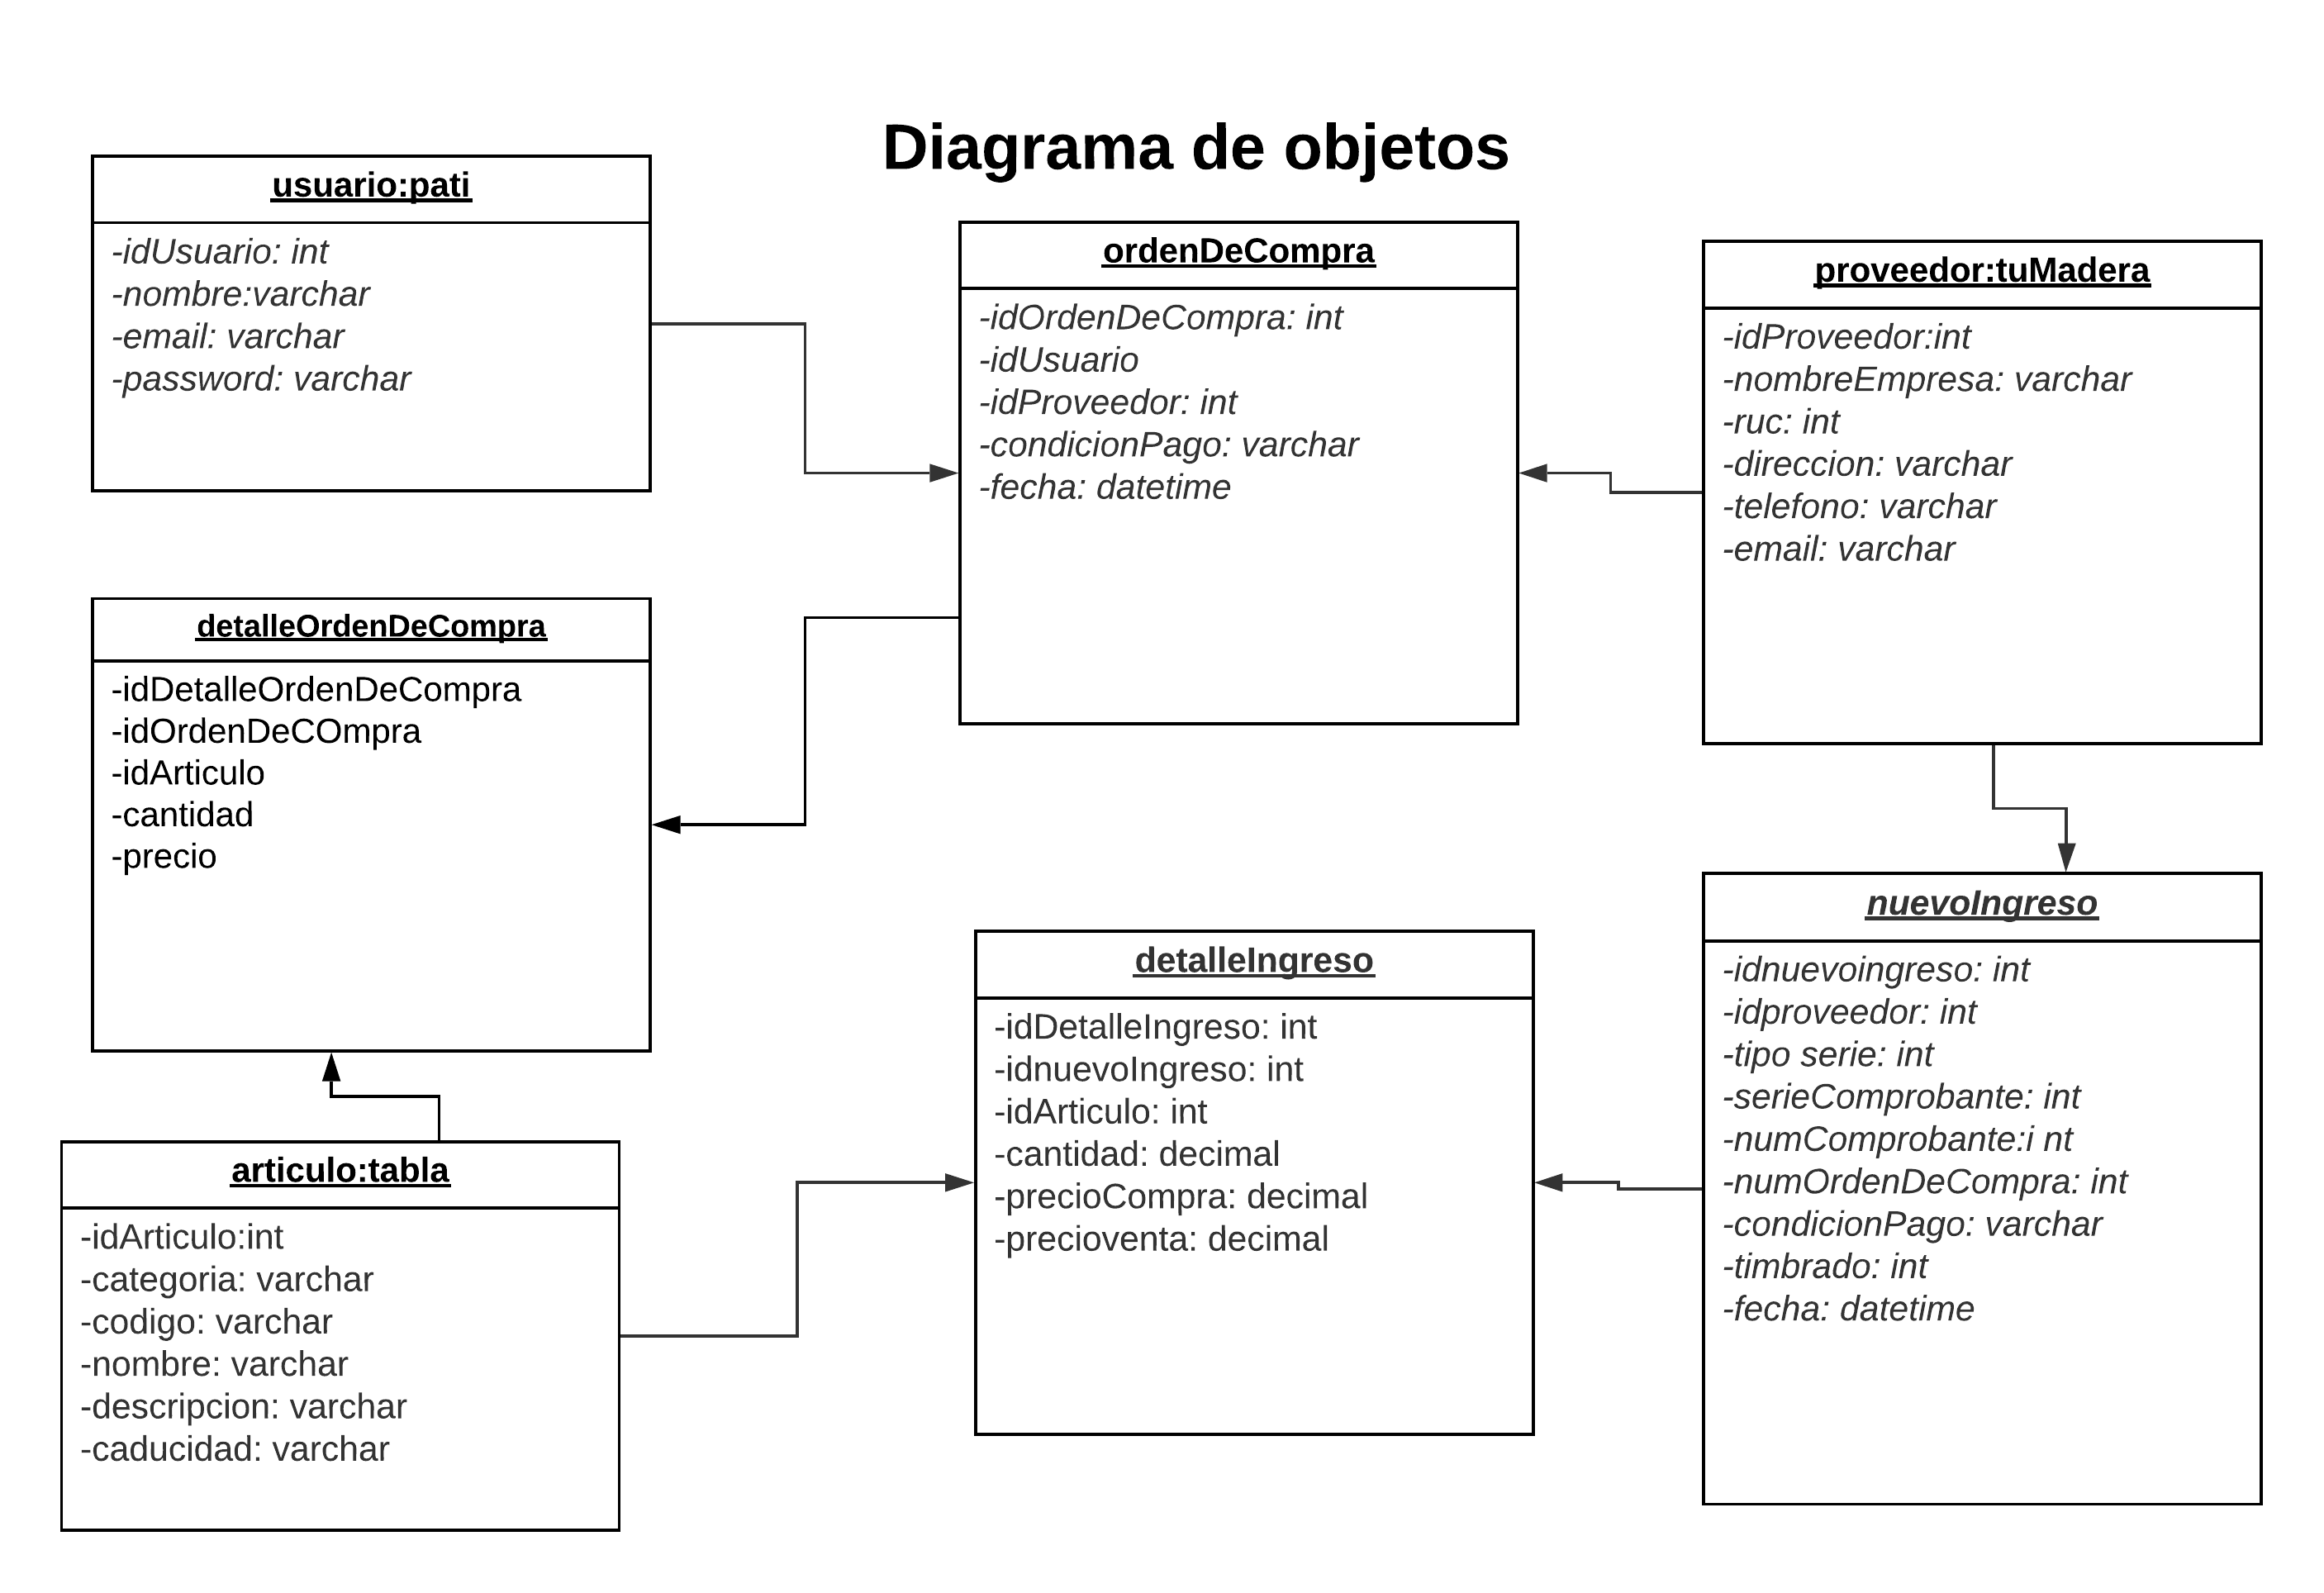 Diagrama de objetos
usuario:pati
-idUsuario: int
-nombre:varchar
-email: varchar
-password: varchar
ordenDeCompra
-idOrdenDeCompra: int
-idUsuario
-idProveedor: int
-condicionPago: varchar
-fecha: datetime
proveedor:tuMadera
-idProveedor:int
-nombreEmpresa: varchar
-ruc: int
-direccion: varchar
-telefono: varchar
-email: varchar
detalleOrdenDeCompra
-idDetalleOrdenDeCompra
-idOrdenDeCOmpra
-idArticulo
-cantidad
-precio
detalleIngreso
-idDetalleIngreso: int
-idnuevoIngreso: int
-idArticulo: int
-cantidad: decimal
-precioCompra: decimal
-precioventa: decimal
nuevoIngreso
-idnuevoingreso: int
-idproveedor: int
-tipo serie: int
-serieComprobante: int
-numComprobante:i nt
-numOrdenDeCompra: int
-condicionPago: varchar
-timbrado: int
-fecha: datetime
articulo:tabla
-idArticulo:int
-categoria: varchar
-codigo: varchar
-nombre: varchar
-descripcion: varchar
-caducidad: varchar